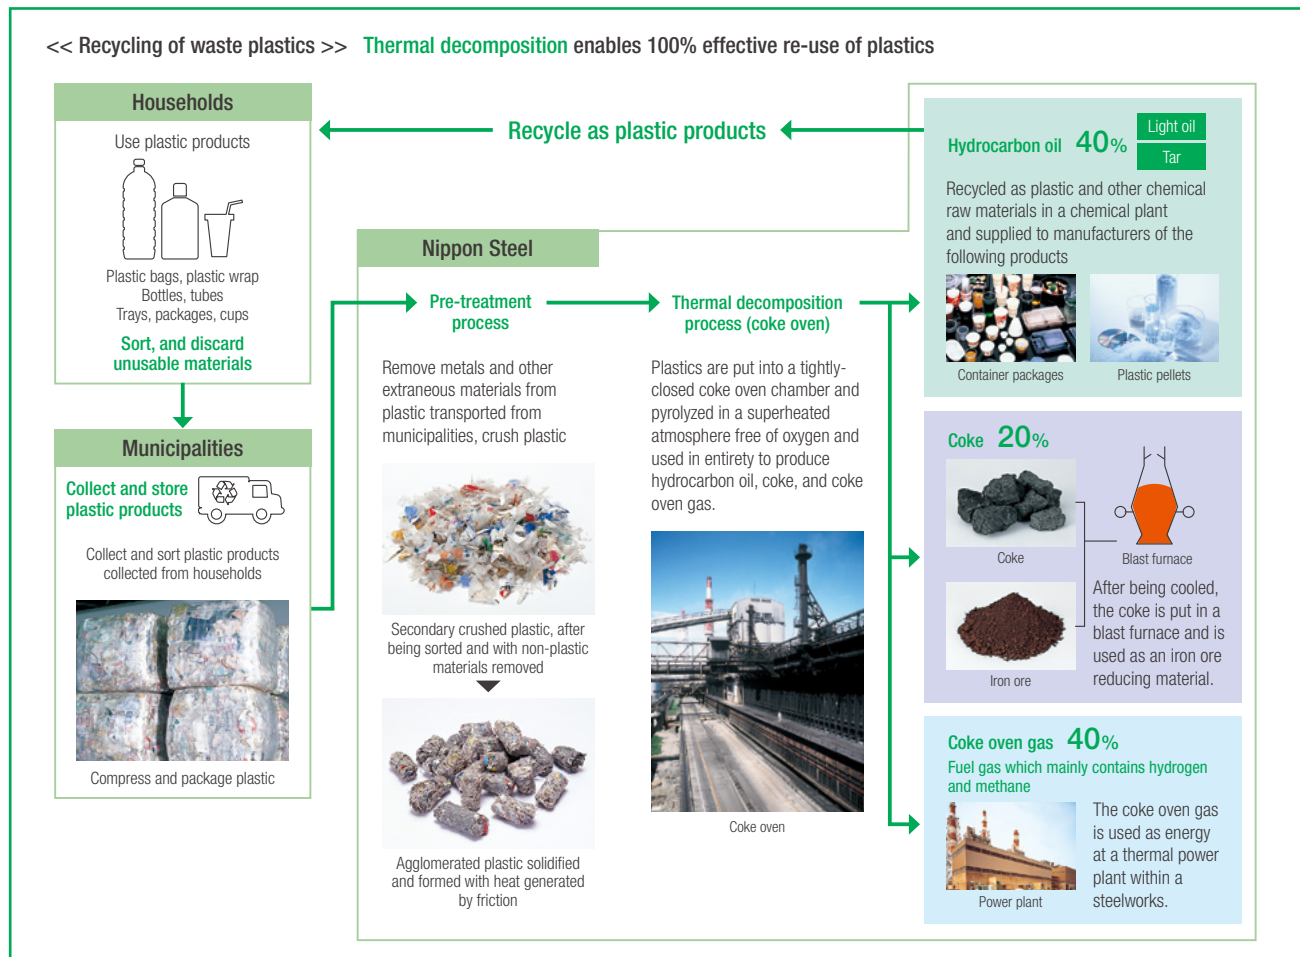 << Recycling of waste plastics >> Thermal decomposition enables 100% effective re-use of plastics
Households
Use plastic products
Plastic bags, plastic wrap
Bottles, tubes
Trays, packages, cups
Sort, and discard
unusable materials
Municipalities
Collect and store
plastic products
Collect and sort plastic products
collected from households
Compress and package plastic
Recycle as plastic products
Nippon Steel
Pre-treatment
process
Remove metals and other
extraneous materials from
plastic transported from
municipalities, crush plastic
Secondary crushed plastic, after
being sorted and with non-plastic
materials removed
Agglomerated plastic solidified
and formed with heat generated
by friction
Thermal decomposition
process (coke oven)
Plastics are put into a tightly-
closed coke oven chamber and
pyrolyzed in a superheated
atmosphere free of oxygen and
used in entirety to produce
hydrocarbon oil, coke, and coke
oven gas.
Coke oven
Hydrocarbon oil 40%
Light oil
Tar
Recycled as plastic and other chemical
raw materials in a chemical plant
and supplied to manufacturers of the
following products
Container packages
Plastic pellets
Coke 20%
Coke
Iron ore
Blast furnace
After being cooled,
the coke is put in a
blast furnace and is
used as an iron ore
reducing material.
Coke oven gas 40%
Fuel gas which mainly contains hydrogen
and methane
Power plant
The coke oven gas
is used as energy
at a thermal power
plant within a
steelworks.